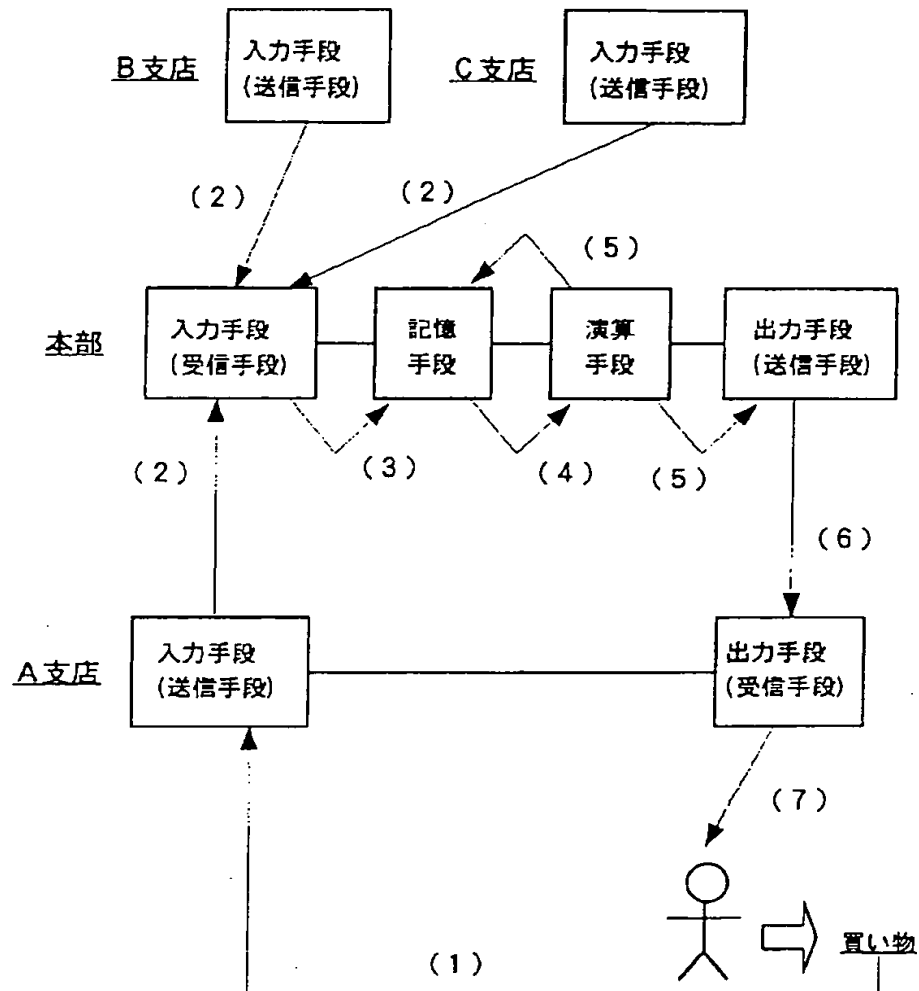 B支店
入力手段
(送信手段)
C支店
入力手段
(送信手段)
(2)
(2)
(5)
本部
入力手段
(受信手段)
記憶
手段
演算
手段
出力手段
(送信手段)
(2)
(3)
(4)
(5)
(6)
A支店
入力手段
(送信手段)
出力手段
(受信手段)
(7)
(1)
買い物